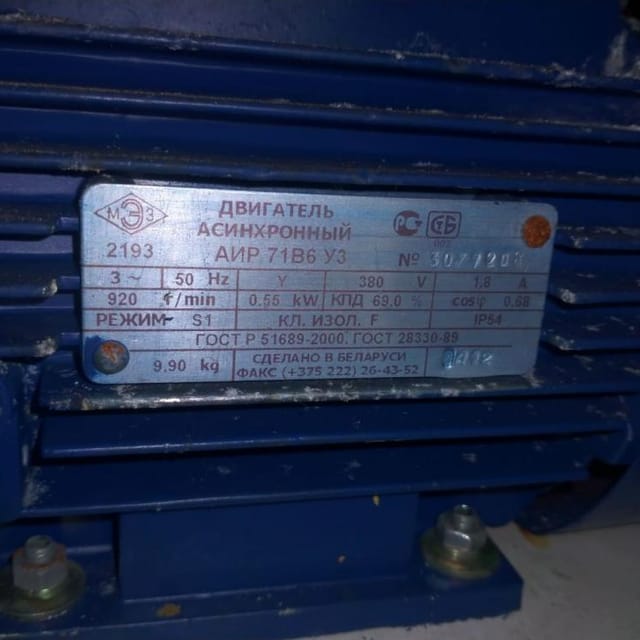 МЭЗ
ДВИГАТЕЛЬ
АСИНХРОННЫЙ
2193 АИР 71В6 У3 №
3 ~ 50 Hz Y 380 V 1.8 A
920 r/min 0.55 kW КПД 69.0 % cosφ 0.68
РЕЖИМ S1 КЛ. ИЗОЛ. F IP54
ГОСТ Р 51689-2000, ГОСТ 28330-89
9.90 kg СДЕЛАНО В БЕЛАРУСИ
ФАКС (+375 222) 26-43-52